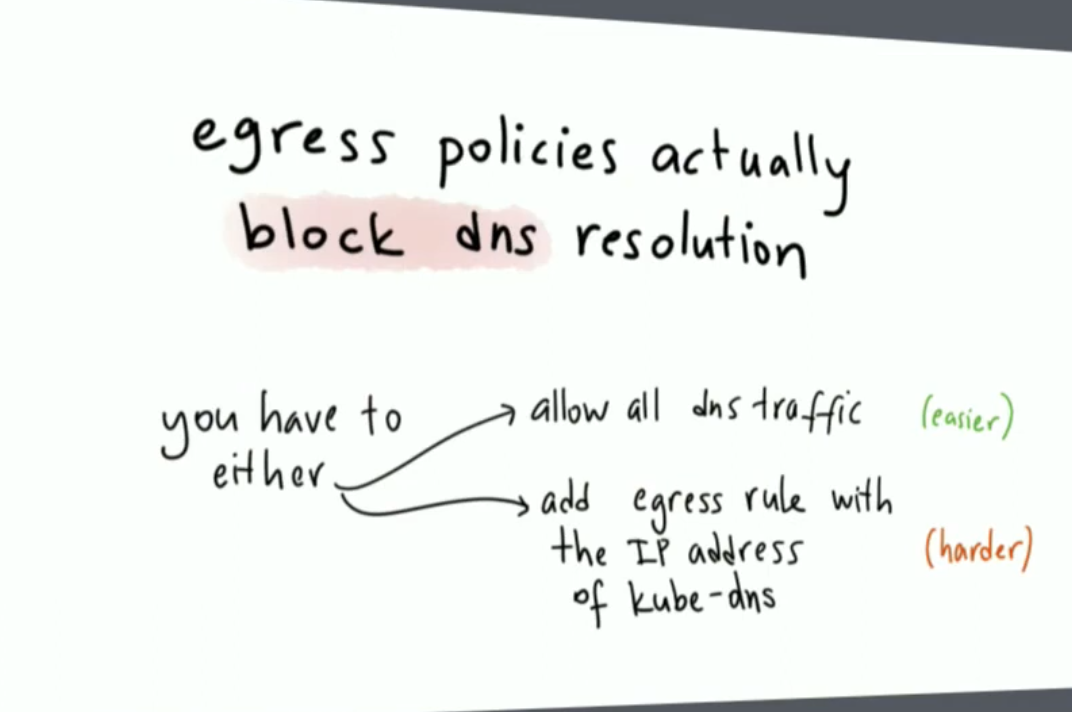 egress policies actually
block dns resolution
you have to
either
allow all dns traffic (easier)
add egress rule with
the IP address
of kube-dns
(harder)